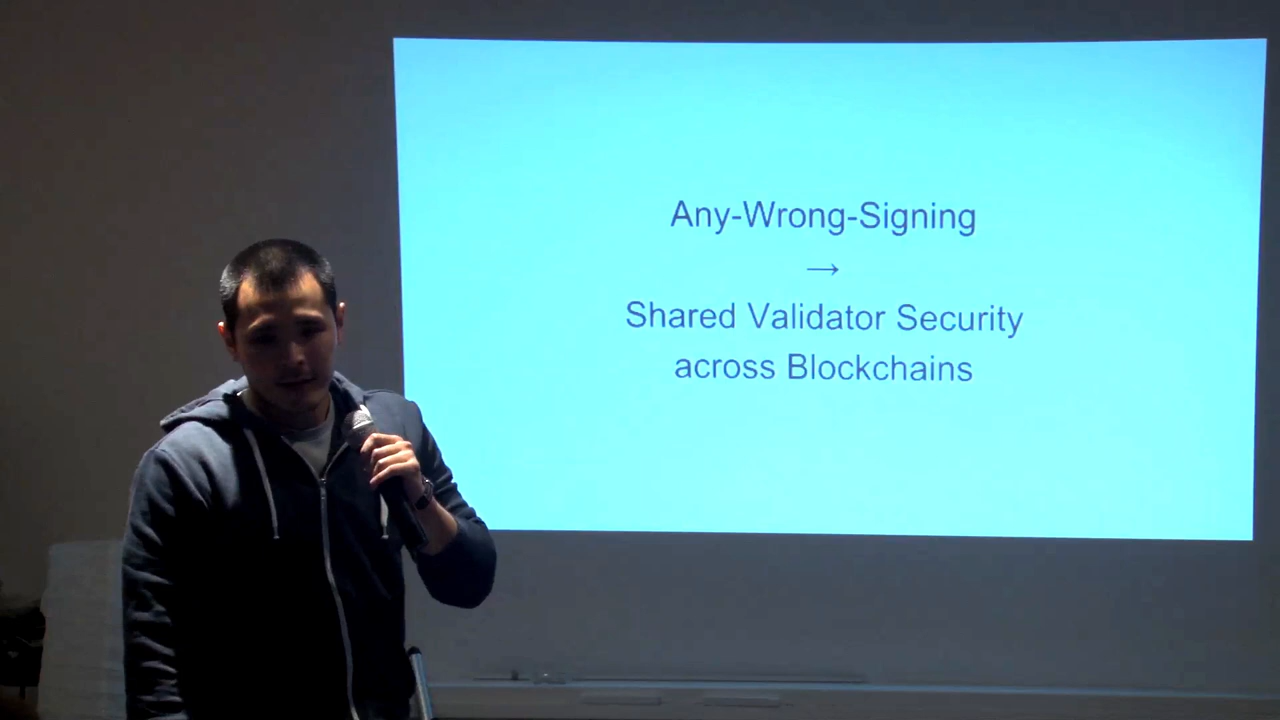 Any-Wrong-Signing
→
Shared Validator Security
across Blockchains